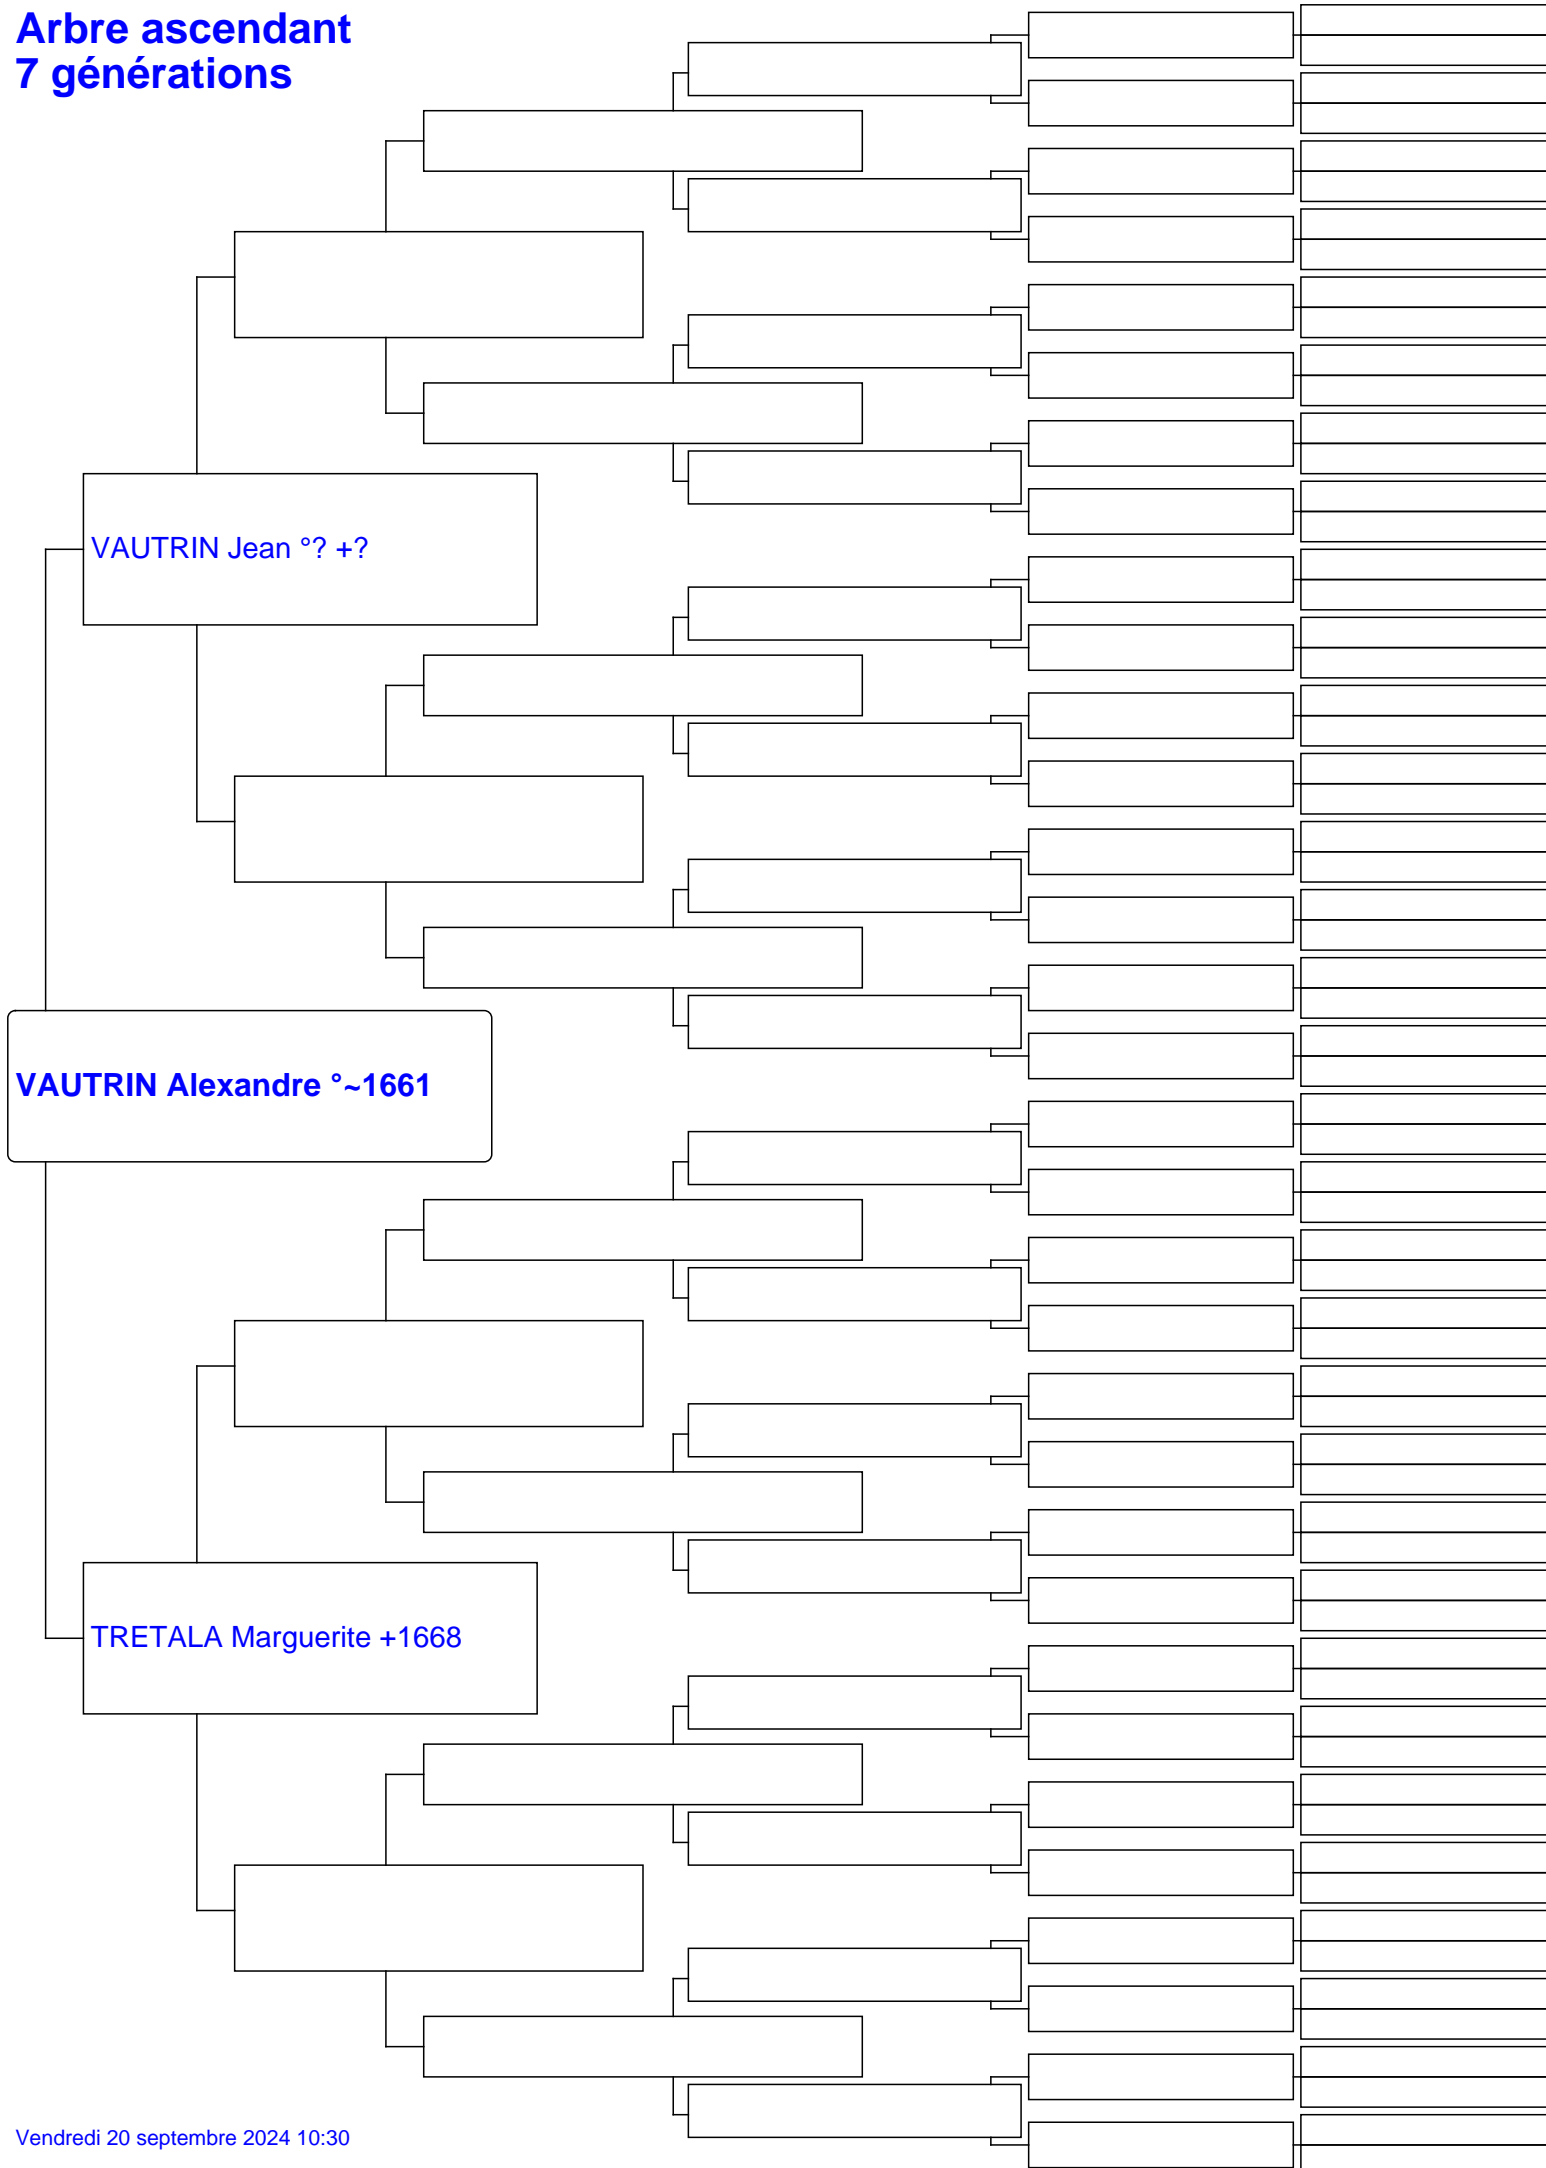 Arbre ascendant
7 générations
VAUTRIN Jean °? +?
VAUTRIN Alexandre °~1661
TRETALA Marguerite +1668
Vendredi 20 septembre 2024 10:30